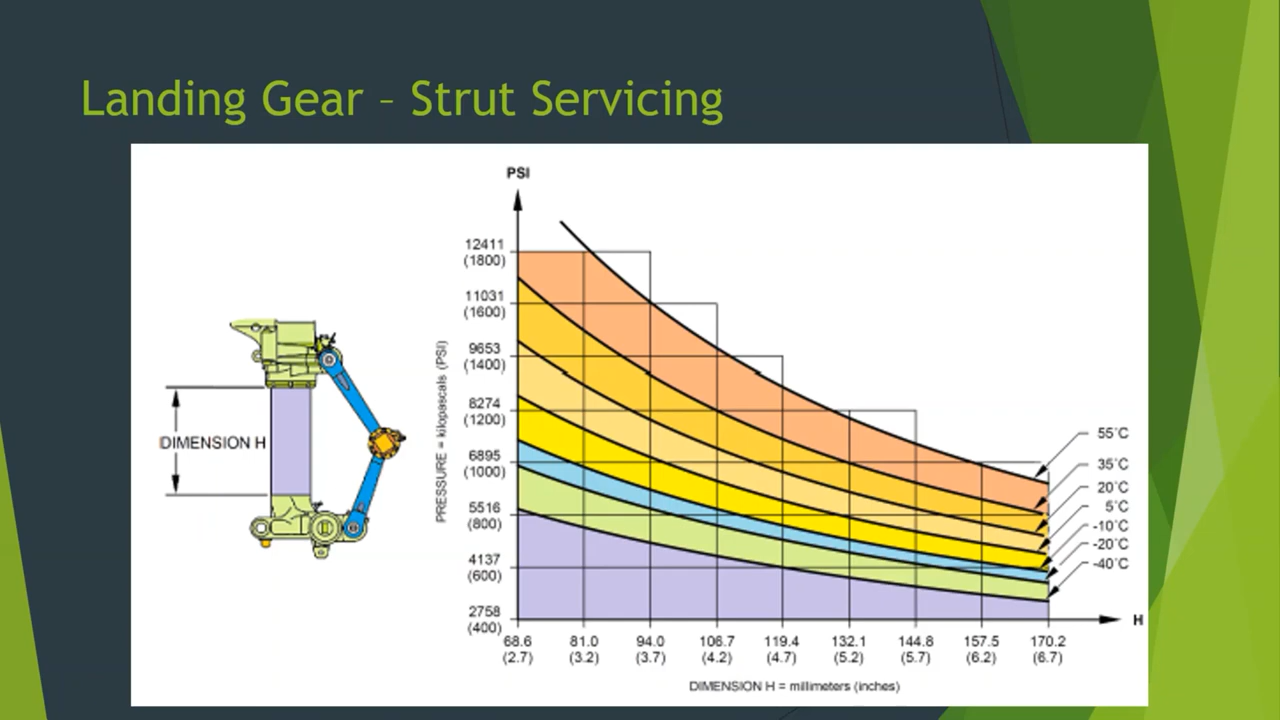 Landing Gear – Strut Servicing
PSI
12411
(1800)
11031
(1600)
9653
(1400)
8274
(1200)
6895
(1000)
5516
(800)
4137
(600)
2758
(400)
PRESSURE = kilopascals (PSI)
DIMENSION H
55°C
35°C
20°C
5°C
-10°C
-20°C
-40°C
H
68.6 81.0 94.0 106.7 119.4 132.1 144.8 157.5 170.2
(2.7) (3.2) (3.7) (4.2) (4.7) (5.2) (5.7) (6.2) (6.7)
DIMENSION H = millimeters (inches)